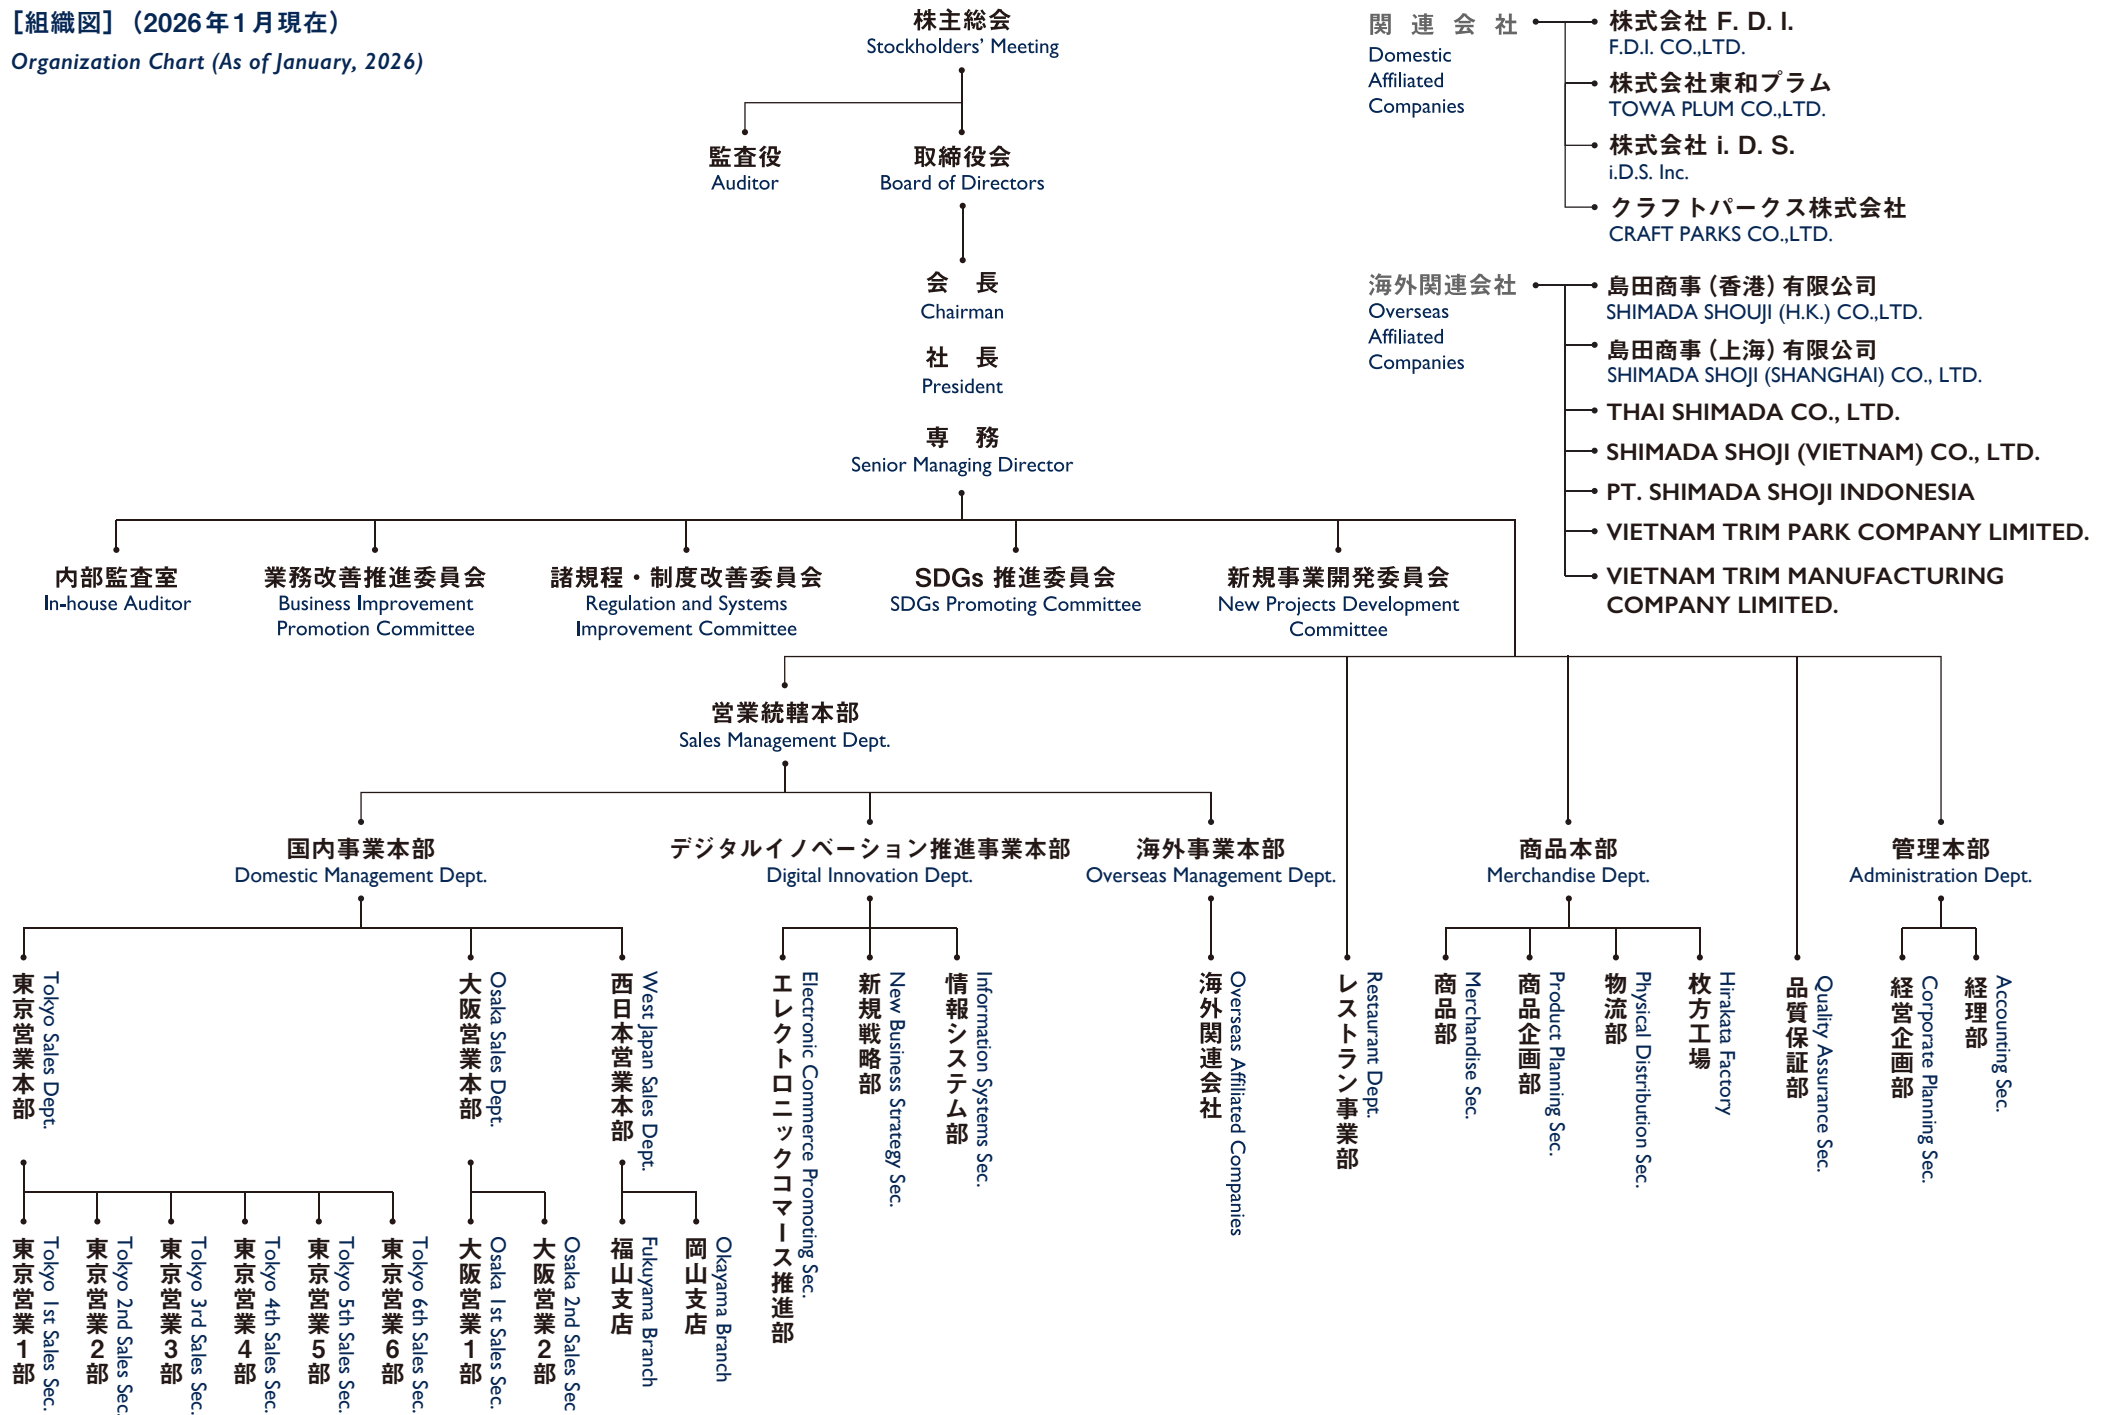 ［組織図］（2026年1月現在）
Organization Chart (As of January, 2026)
株主総会
Stockholders’ Meeting
監査役
Auditor
取締役会
Board of Directors
会　長
Chairman
社　長
President
専　務
Senior Managing Director
関連会社
Domestic
Affiliated
Companies
株式会社 F. D. I.
F.D.I. CO.,LTD.
株式会社東和プラム
TOWA PLUM CO.,LTD.
株式会社 i. D. S.
i.D.S. Inc.
クラフトパークス株式会社
CRAFT PARKS CO.,LTD.
海外関連会社
Overseas
Affiliated
Companies
島田商事（香港）有限公司
SHIMADA SHOUJI (H.K.) CO.,LTD.
島田商事（上海）有限公司
SHIMADA SHOJI (SHANGHAI) CO., LTD.
THAI SHIMADA CO., LTD.
SHIMADA SHOJI (VIETNAM) CO., LTD.
PT. SHIMADA SHOJI INDONESIA
VIETNAM TRIM PARK COMPANY LIMITED.
VIETNAM TRIM MANUFACTURING
COMPANY LIMITED.
内部監査室
In-house Auditor
業務改善推進委員会
Business Improvement
Promotion Committee
諸規程・制度改善委員会
Regulation and Systems
Improvement Committee
SDGs 推進委員会
SDGs Promoting Committee
新規事業開発委員会
New Projects Development
Committee
営業統轄本部
Sales Management Dept.
国内事業本部
Domestic Management Dept.
デジタルイノベーション推進事業本部
Digital Innovation Dept.
海外事業本部
Overseas Management Dept.
商品本部
Merchandise Dept.
管理本部
Administration Dept.
東京営業本部
Tokyo Sales Dept.
大阪営業本部
Osaka Sales Dept.
西日本営業本部
West Japan Sales Dept.
エレクトロニックコマース推進部
Electronic Commerce Promoting Sec.
新規戦略部
New Business Strategy Sec.
情報システム部
Information Systems Sec.
海外関連会社
Overseas Affiliated Companies
レストラン事業部
Restaurant Dept.
商品部
Merchandise Sec.
商品企画部
Product Planning Sec.
物流部
Physical Distribution Sec.
枚方工場
Hirakata Factory
品質保証部
Quality Assurance Sec.
経営企画部
Corporate Planning Sec.
経理部
Accounting Sec.
東京営業1部
Tokyo 1st Sales Sec.
東京営業2部
Tokyo 2nd Sales Sec.
東京営業3部
Tokyo 3rd Sales Sec.
東京営業4部
Tokyo 4th Sales Sec.
東京営業5部
Tokyo 5th Sales Sec.
東京営業6部
Tokyo 6th Sales Sec.
大阪営業1部
Osaka 1st Sales Sec.
大阪営業2部
Osaka 2nd Sales Sec
福山支店
Fukuyama Branch
岡山支店
Okayama Branch